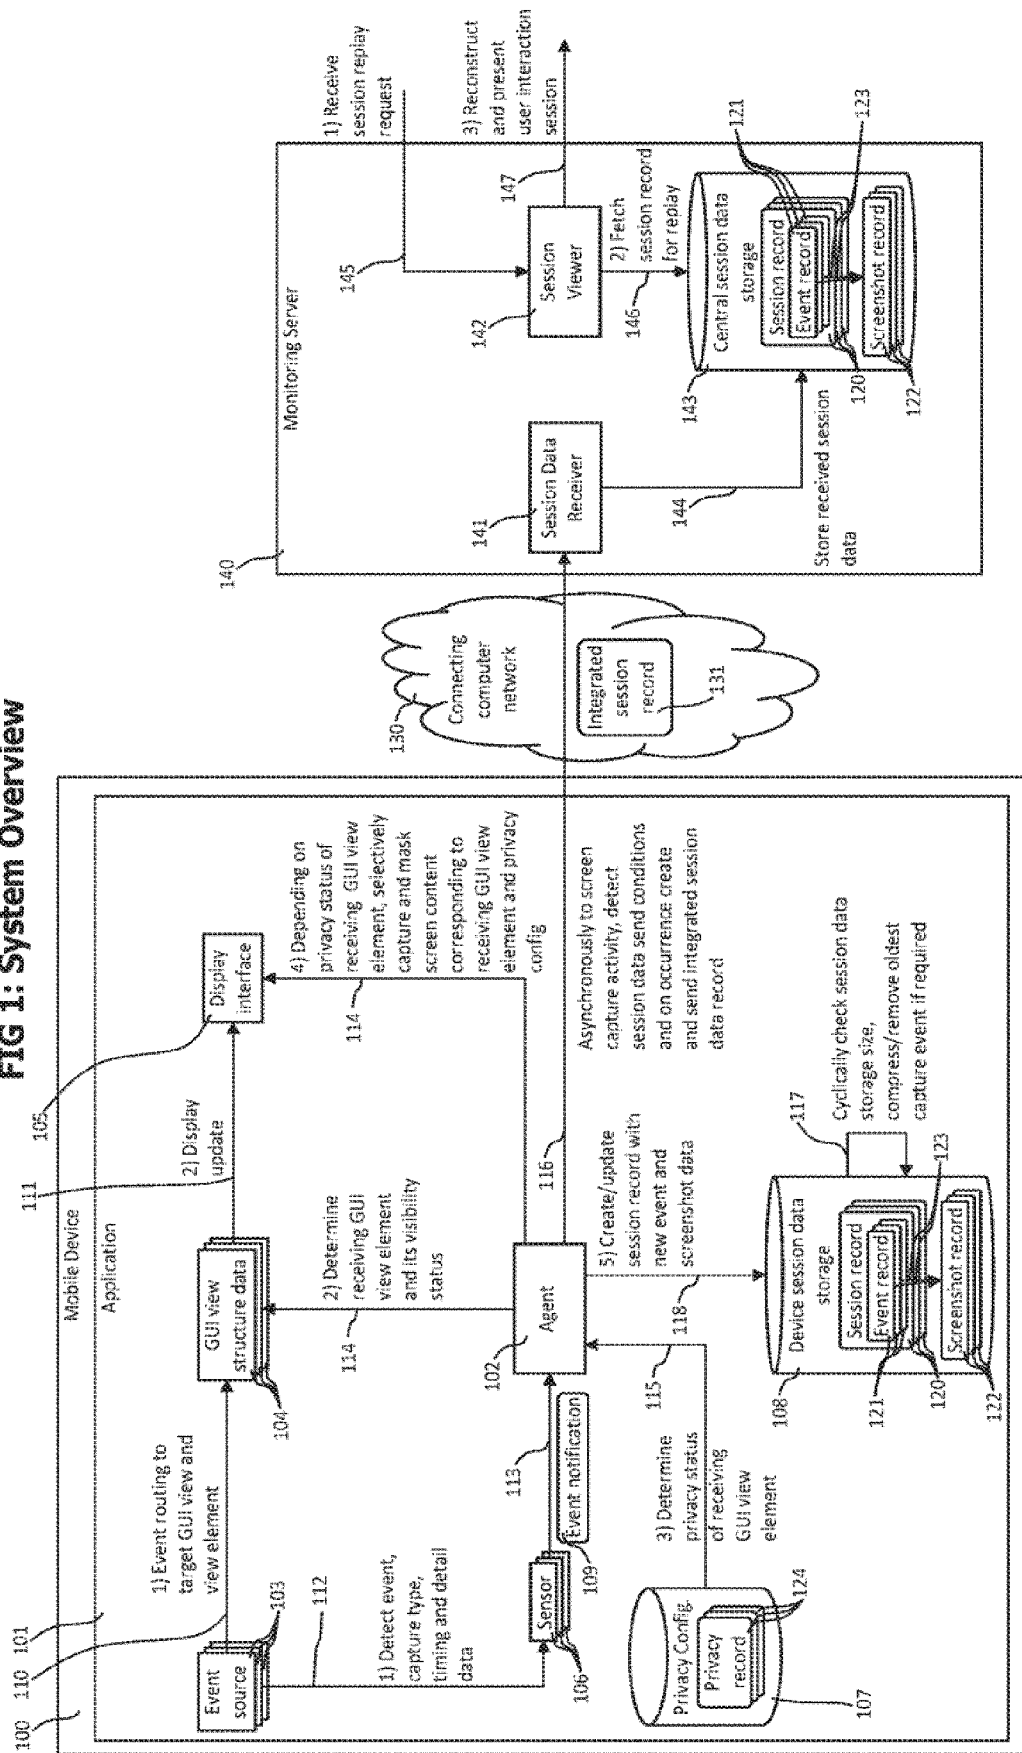 FIG 1: System Overview
100
110
101
Mobile Device
Application
111
105
Event
source
103
1) Event routing to
target GUI view and
view element
GUI view
structure data
104
2) Display
update
Display
interface
112
1) Detect event,
capture type,
timing and detail
data
Sensor
106
113
Event notification
109
102
Agent
114
2) Determine
receiving GUI
view element
and its visibility
status
114
4) Depending on
privacy status of
receiving GUI view
element, selectively
capture and mask
screen content
corresponding to
receiving GUI view
element and privacy
config
116
Asynchronously to screen
capture activity, detect
session data send conditions
and on occurrence create
and send integrated session
data record
Privacy Config.
Privacy
record
124
107
115
3) Determine
privacy status
of receiving
GUI view
element
118
5) Create/update
session record with
new event and
screenshot data
108
Device session data
storage
Session record
Event record
121
120
123
Screenshot record
122
117
Cyclically check session data
storage size,
compress/remove oldest
capture event if required
130
Connecting
computer
network
Integrated
session
record
131
140
Monitoring Server
141
Session Data
Receiver
144
Store received session
data
142
Session
Viewer
145
1) Receive
session replay
request
147
3) Reconstruct
and present
user interaction
session
146
2) Fetch
session record
for replay
143
Central session data
storage
Session record
Event record
121
123
120
Screenshot record
122